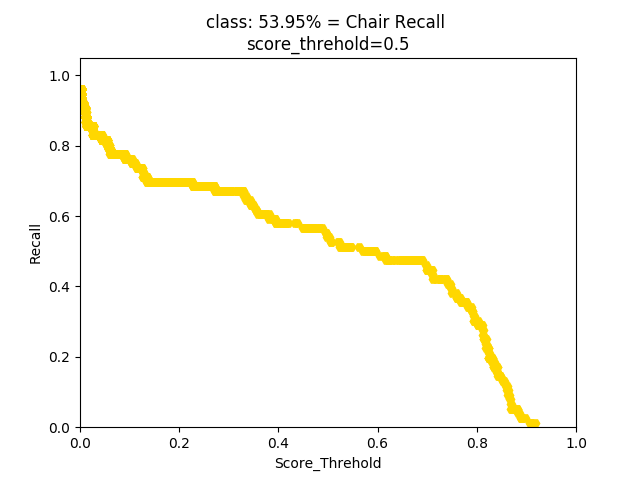 class: 53.95% = Chair Recall
score_threhold=0.5
1.0
0.8
0.6
0.4
0.2
0.0
Recall
0.0 0.2 0.4 0.6 0.8 1.0
Score_Threhold